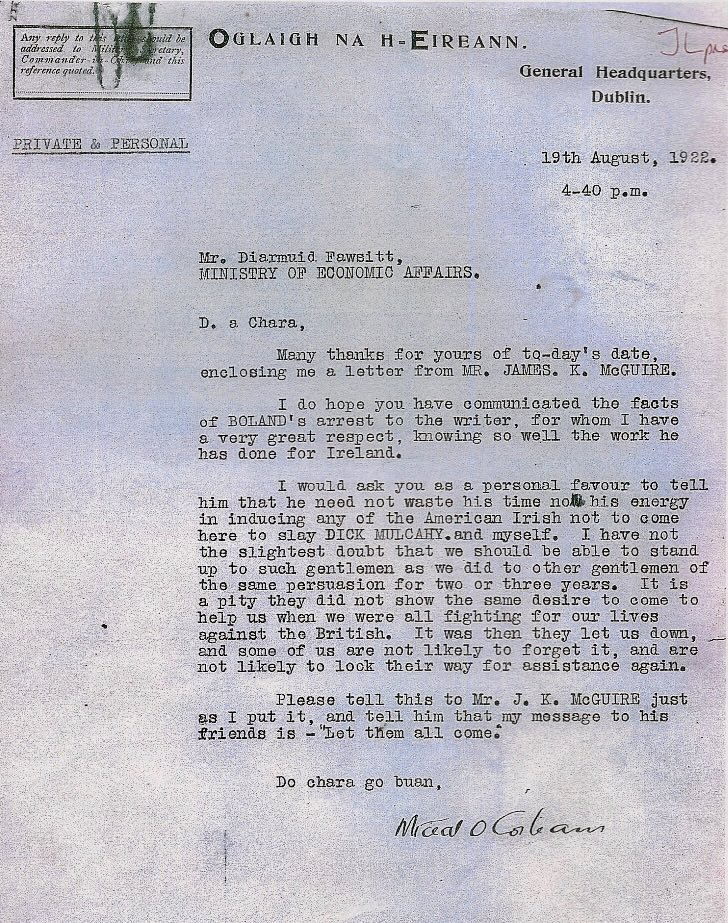 Any reply to this letter should be
addressed to Military Secretary,
Commander-in-Chief and this
reference quoted.
OGLAIGH NA H=EIREANN.
General Headquarters,
Dublin.
PRIVATE & PERSONAL
19th August, 1922.
4-40 p.m.
Mr. Diarmuid Fawsitt,
MINISTRY OF ECONOMIC AFFAIRS.
D. a Chara,
Many thanks for yours of to-day's date,
enclosing me a letter from MR. JAMES. K. McGUIRE.
I do hope you have communicated the facts
of BOLAND's arrest to the writer, for whom I have
a very great respect, knowing so well the work he
has done for Ireland.
I would ask you as a personal favour to tell
him that he need not waste his time nor his energy
in inducing any of the American Irish not to come
here to slay DICK MULCAHY.and myself. I have not
the slightest doubt that we should be able to stand
up to such gentlemen as we did to other gentlemen of
the same persuasion for two or three years. It is
a pity they did not show the same desire to come to
help us when we were all fighting for our lives
against the British. It was then they let us down,
and some of us are not likely to forget it, and are
not likely to look their way for assistance again.
Please tell this to Mr. J. K. McGUIRE just
as I put it, and tell him that my message to his
friends is - "Let them all come."
Do chara go buan,